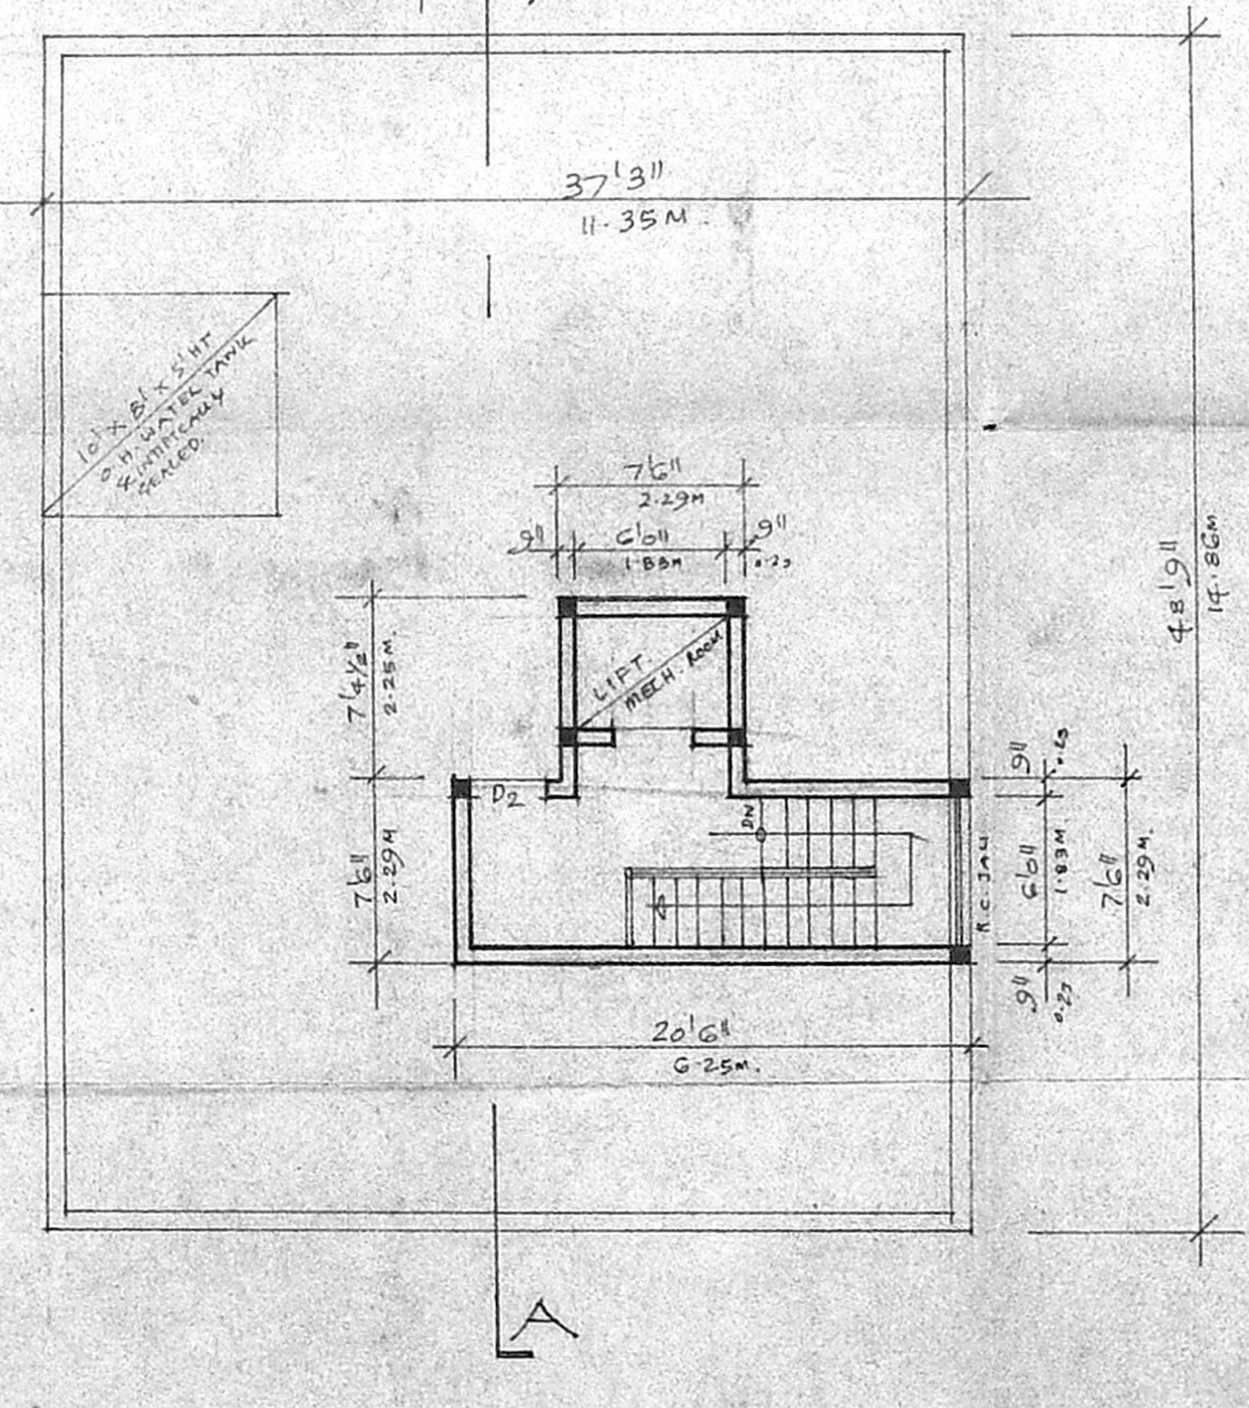 37'3"
11.35M
10' X 8' X 5' HT
O.H. WATER TANK
SEALED.
7'6"
2.29M
9"
6'0"
1.83M
9"
0.23
48'9"
14.86M
7'4½"
2.25M.
LIFT.
MECH. ROOM
D2
DN
7'6"
2.29M
R.C. JALI
9"
0.23
6'0"
1.83M.
7'6"
2.29M.
9"
0.23
20'6"
6.25M.
A